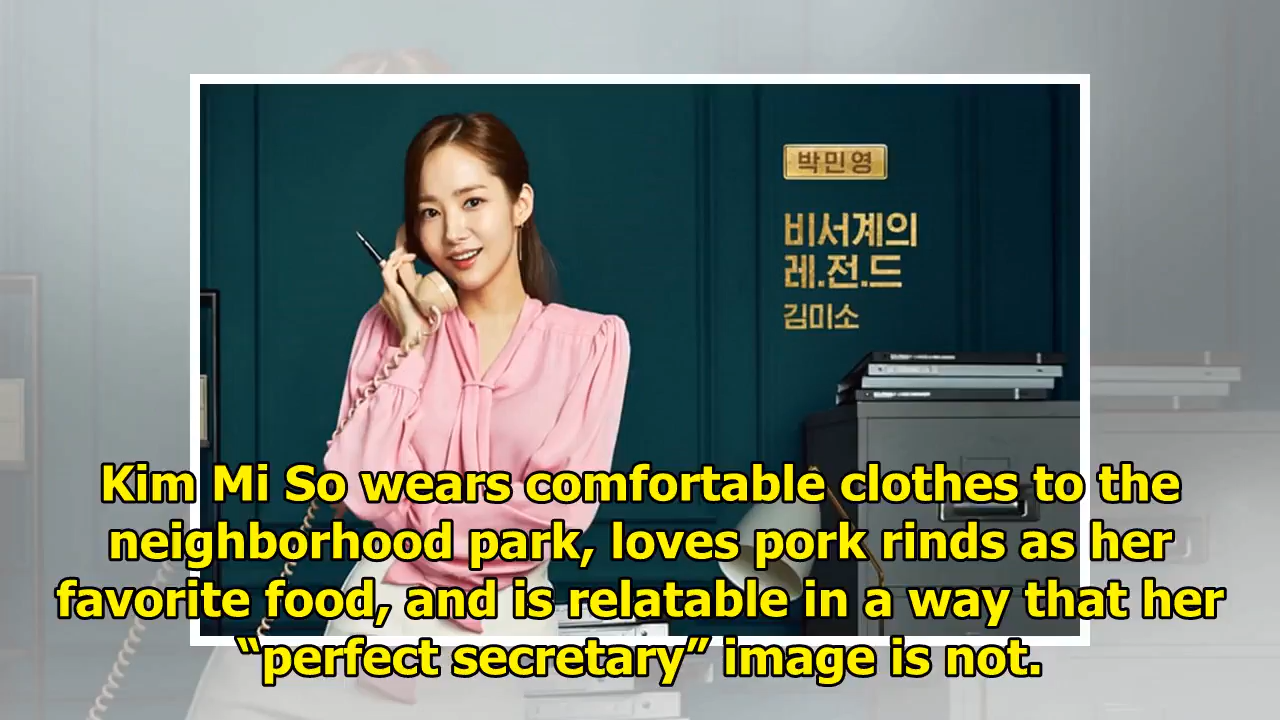 박민영
비서계의
레.전.드
김미소
Kim Mi So wears comfortable clothes to the
neighborhood park, loves pork rinds as her
favorite food, and is relatable in a way that her
“perfect secretary” image is not.